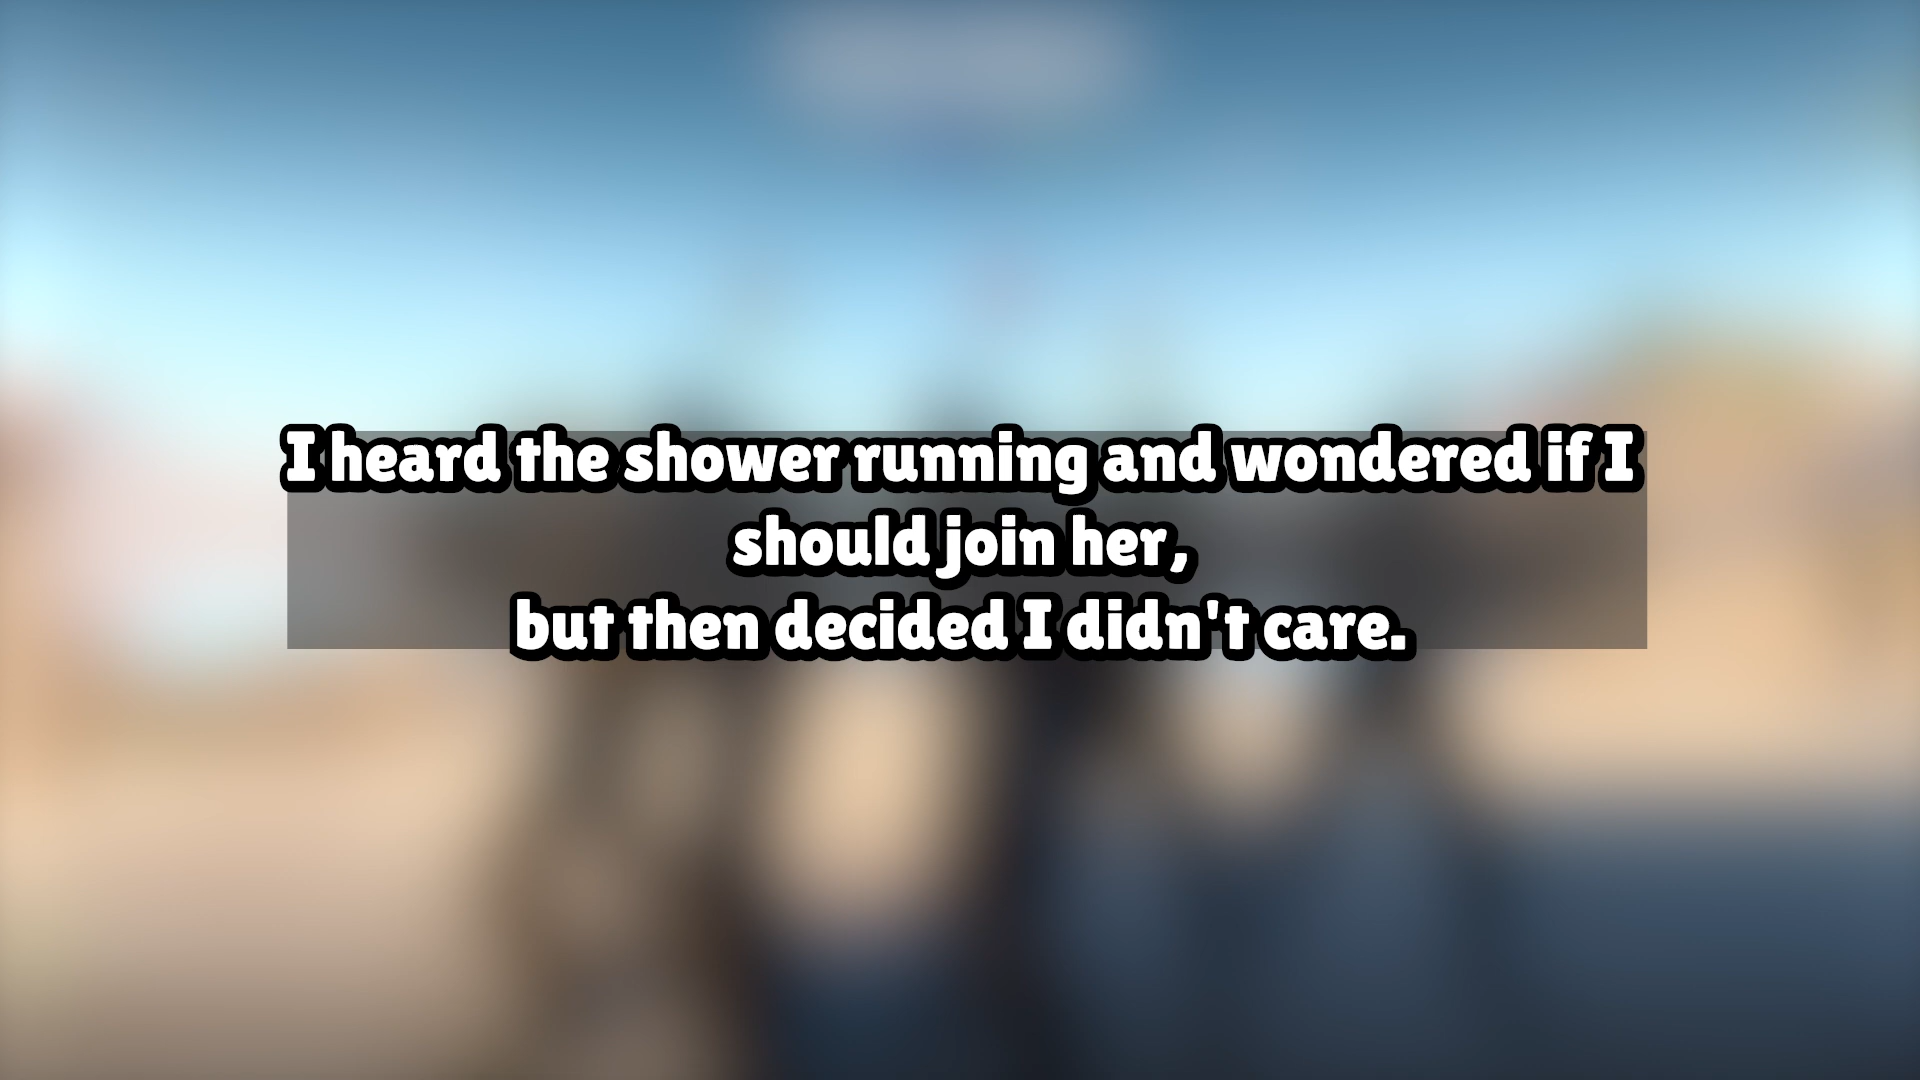 I heard the shower running and wondered if I
should join her,
but then decided I didn't care.